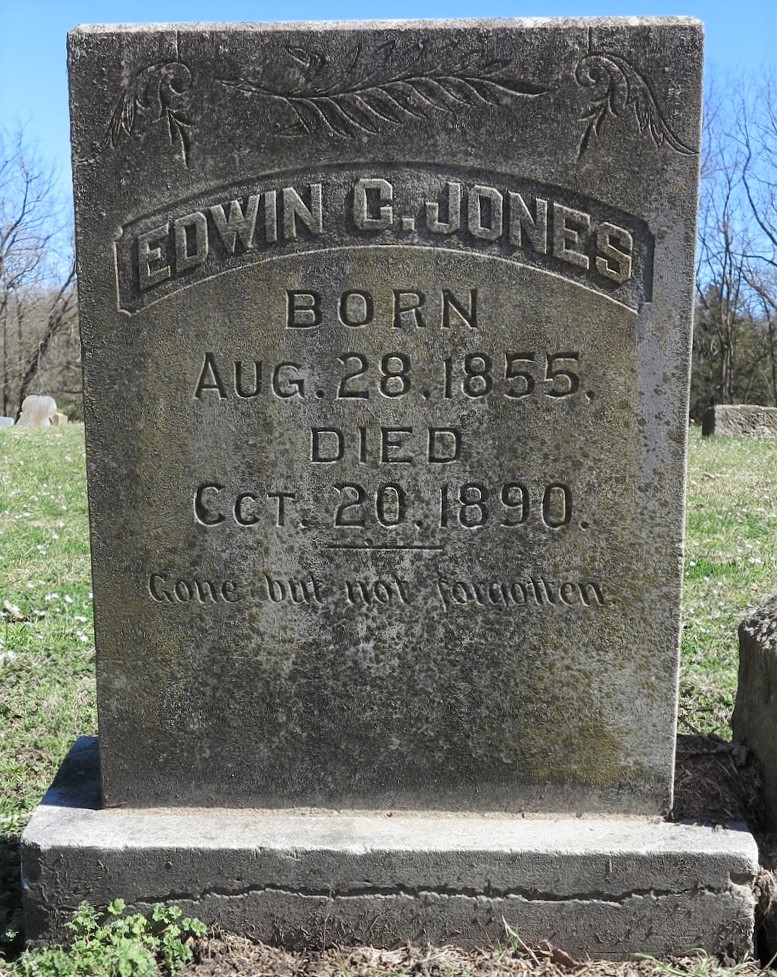 EDWIN C. JONES
BORN
AUG. 28. 1855.
DIED
OCT. 20. 1890.
Gone but not forgotten.